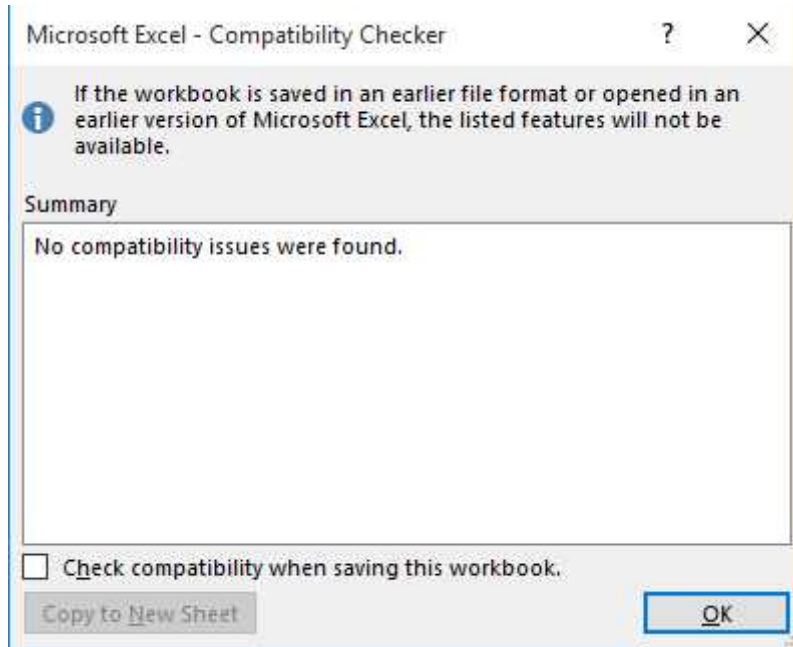 Microsoft Excel - Compatibility Checker ? X
If the workbook is saved in an earlier file format or opened in an
earlier version of Microsoft Excel, the listed features will not be
available.
Summary
No compatibility issues were found.
Check compatibility when saving this workbook.
Copy to New Sheet OK